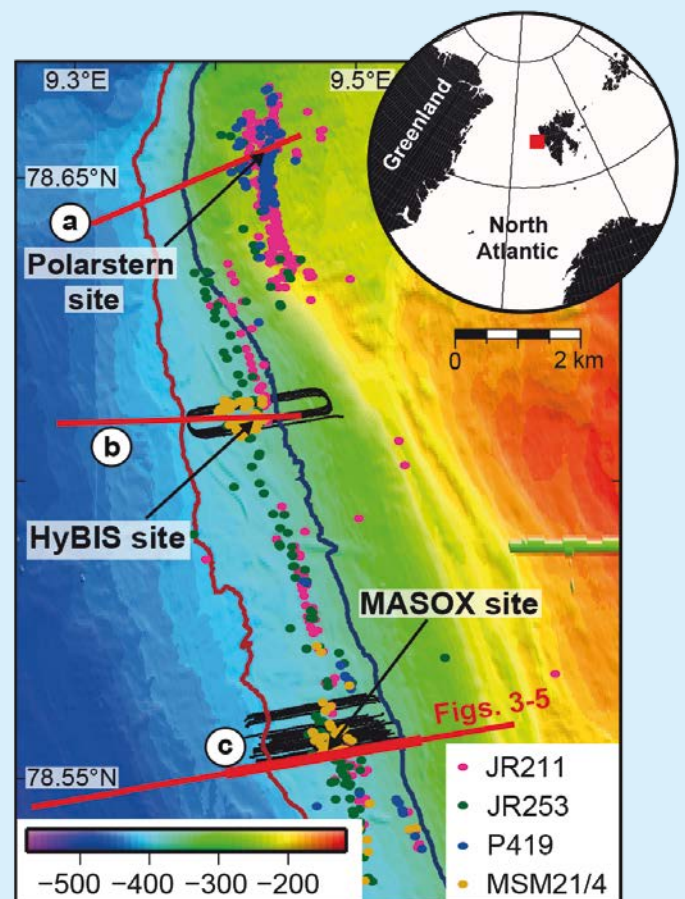 9.3°E
9.5°
Greenland
North
Atlantic
78.65°N
a
Polarstern
site
0
2 km
b
HyBIS site
MASOX site
Figs. 3-5
c
78.55°N
JR211
JR253
P419
MSM21/4
−500
−400
−300
−200